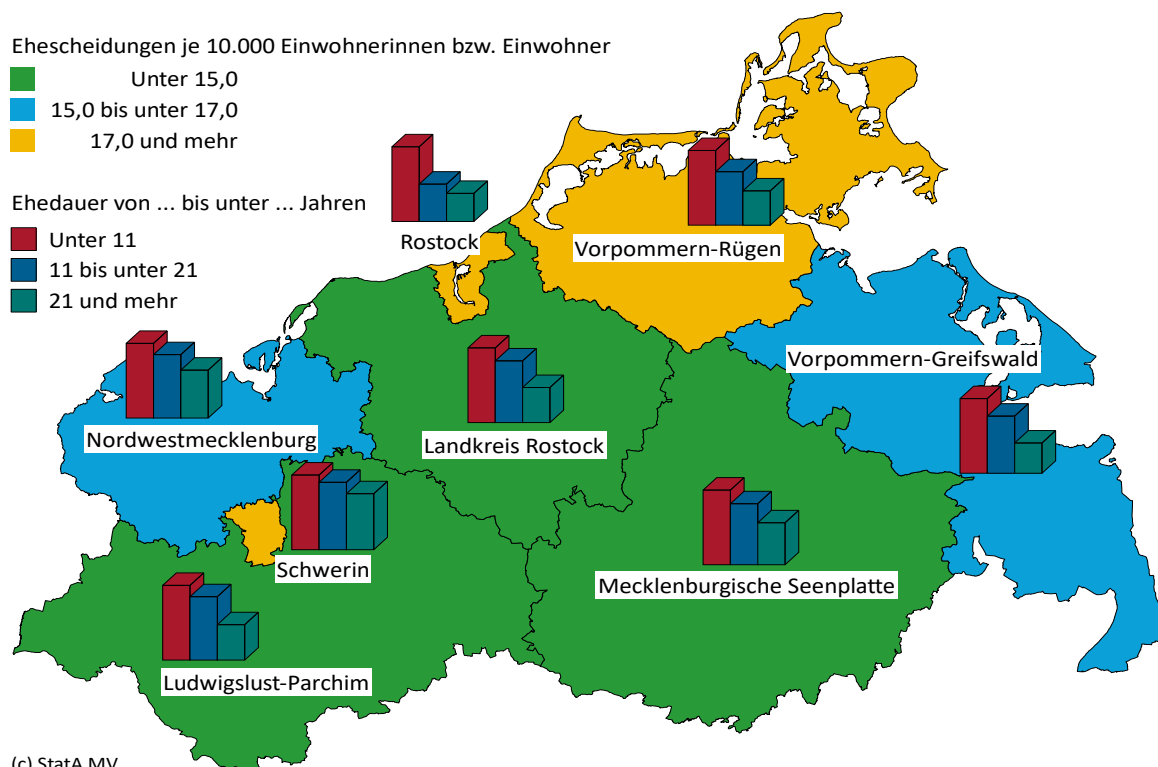 Ehescheidungen je 10.000 Einwohnerinnen bzw. Einwohner
Unter 15,0
15,0 bis unter 17,0
17,0 und mehr
Ehedauer von ... bis unter ... Jahren
Unter 11
11 bis unter 21
21 und mehr
Rostock
Vorpommern-Rügen
Vorpommern-Greifswald
Nordwestmecklenburg
Landkreis Rostock
Schwerin
Mecklenburgische Seenplatte
Ludwigslust-Parchim
(c) StatA MV